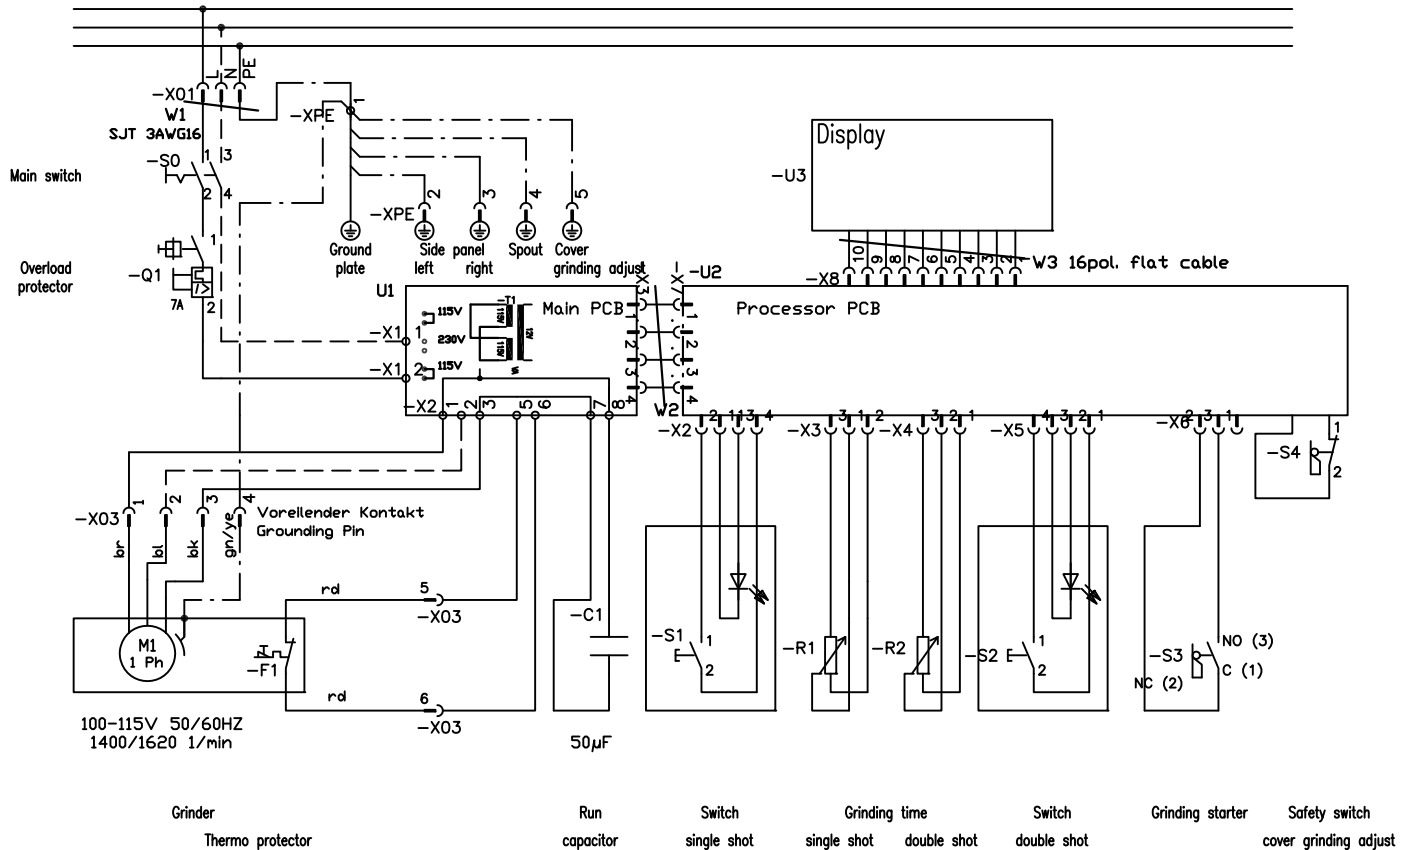 L
N
PE
-X01
W1
SJT 3AWG16
-XPE
1
Display
-S0
1
3
Main switch
2
4
-U3
2
3
4
5
-XPE
1
Ground
plate
Side
left
panel
right
Spout
Cover
grinding adjust
Overload
protector
-Q1
7A
2
10
9
8
7
6
5
4
3
2
1
W3 16pol. flat cable
-X8
U1
-T1
115V
Main PCB
-X3
-X7
-U2
Processor PCB
115V
230V
115V
115V
12V
VA
-X1
1
-X1
2
1
2
3
4
1
2
3
4
W2
-X2
1
2
3
5
6
7
8
-X2
2
1
1
3
4
-X3
3
1
2
-X4
3
2
1
-X5
4
3
2
1
-X6
2
3
1
-S4
1
2
-X03
1
2
3
4
Voreilender Kontakt
Grounding Pin
br
bl
bk
gn/ye
rd
5
-X03
M1
1 Ph
-F1
-C1
-S1
1
2
-R1
-R2
-S2
1
2
-S3
NO (3)
NC (2)
C (1)
rd
6
-X03
100-115V 50/60HZ
1400/1620 1/min
50µF
Grinder
Thermo protector
Run
capacitor
Switch
single shot
Grinding time
single shot
double shot
Switch
double shot
Grinding starter
Safety switch
cover grinding adjust